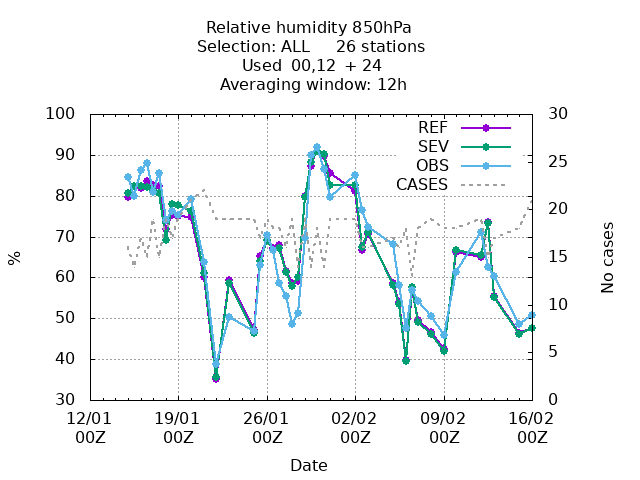 Relative humidity 850hPa
Selection: ALL 26 stations
Used 00,12 + 24
Averaging window: 12h
REF
SEV
OBS
CASES
100
90
80
70
60
50
40
30
%
30
25
20
15
10
5
0
No cases
12/01 19/01 26/01 02/02 09/02 16/02
00Z 00Z 00Z 00Z 00Z 00Z
Date